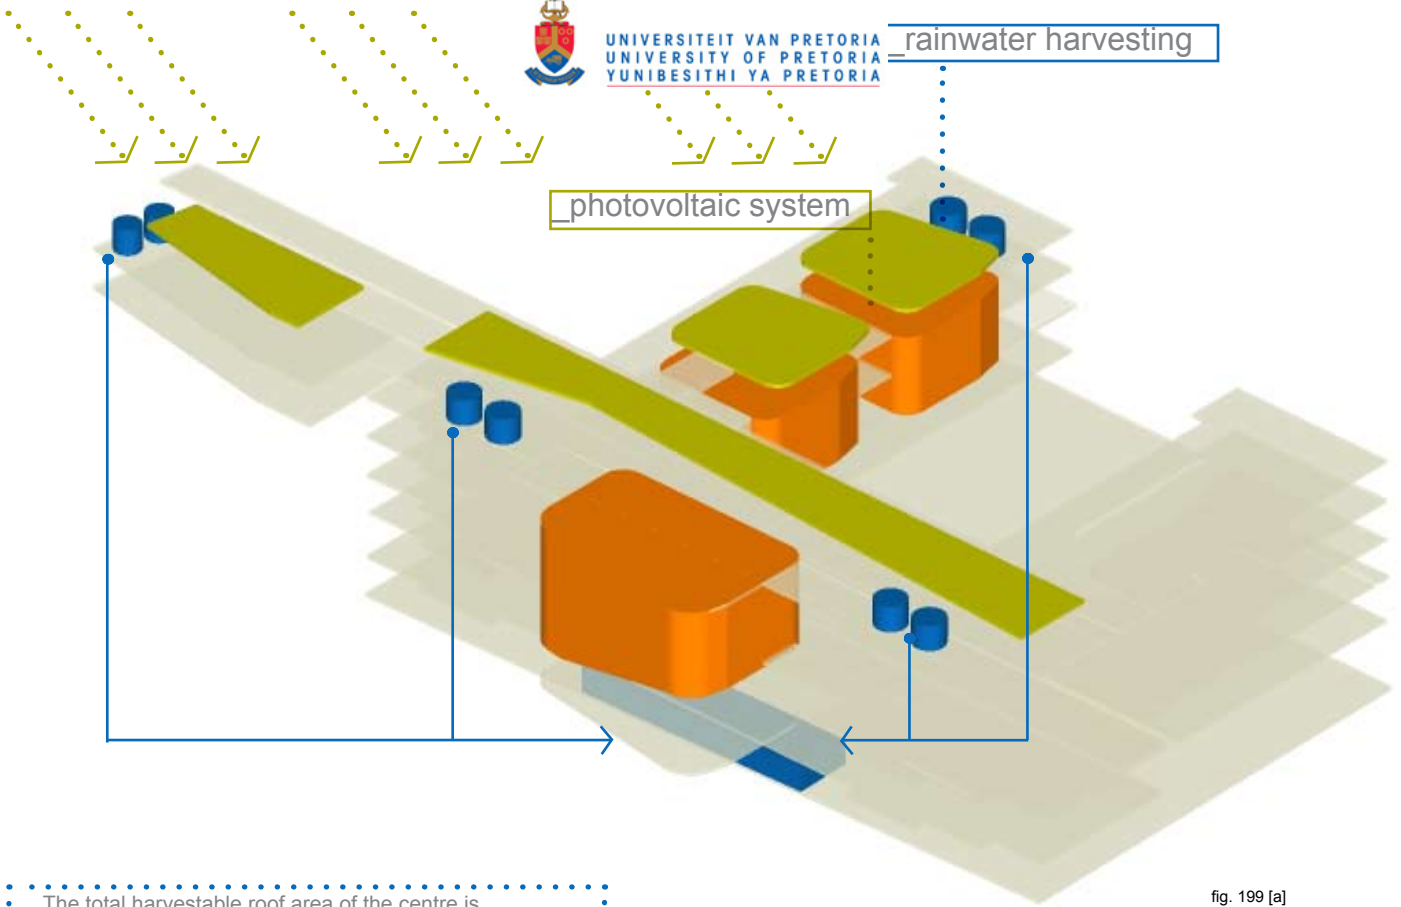 UNIVERSITEIT VAN PRETORIA
UNIVERSITY OF PRETORIA
YUNIBESITHI YA PRETORIA
_rainwater harvesting
_photovoltaic system
The total harvestable roof area of the centre is
fig. 199 [a]